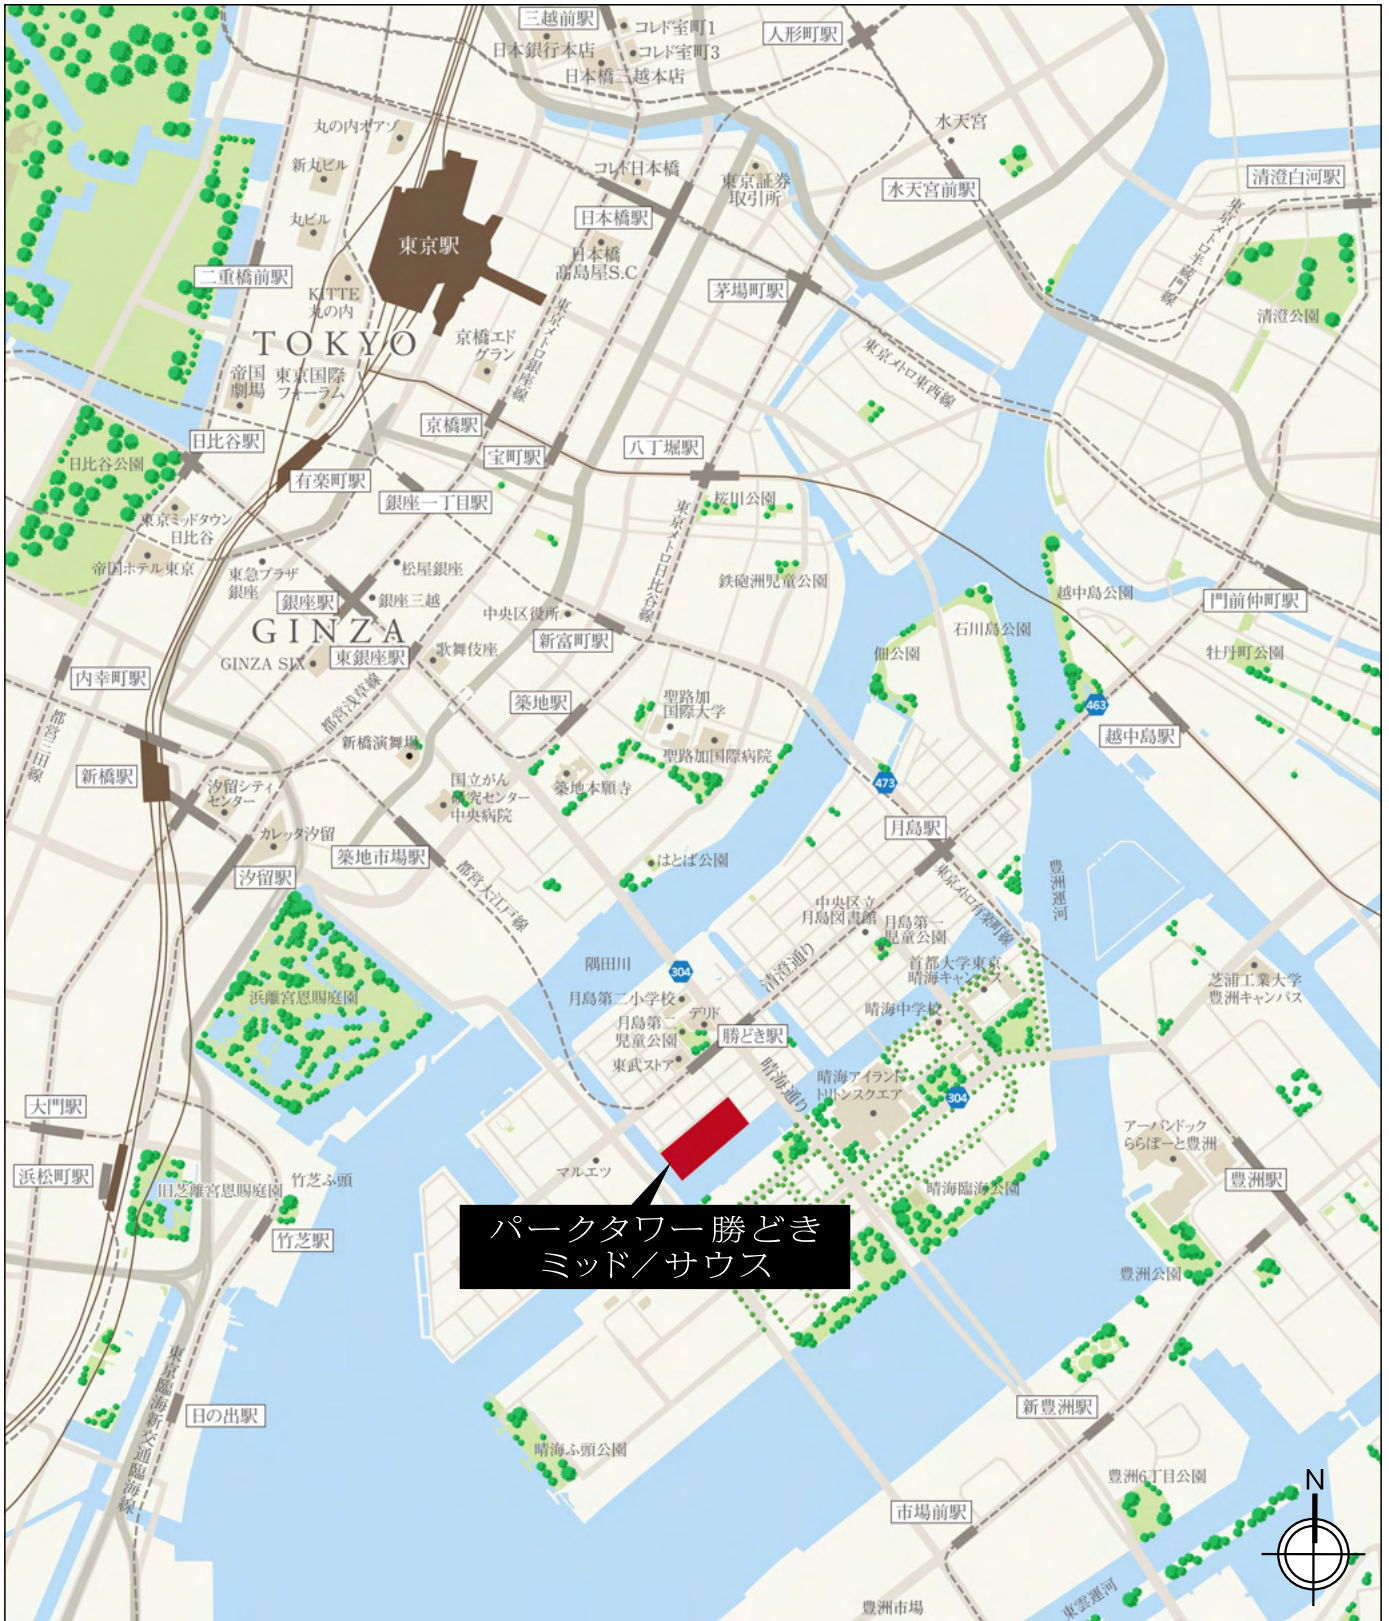 三越前駅
コレド室町1
日本銀行本店
コレド室町3
日本橋三越本店
人形町駅
水天宮
水天宮前駅
清澄白河駅
東京メトロ半蔵門線
清澄公園
丸の内オアゾ
新丸ビル
丸ビル
東京駅
コレド日本橋
日本橋駅
東京証券
取引所
日本橋
髙島屋S.C
茅場町駅
二重橋前駅
KITTE
丸の内
TOKYO
東京メトロ銀座線
京橋エド
グラン
帝国
劇場
東京国際
フォーラム
東京メトロ東西線
日比谷駅
日比谷公園
有楽町駅
京橋駅
宝町駅
銀座一丁目駅
八丁堀駅
桜川公園
東京メトロ日比谷線
東京ミッドタウン
日比谷
帝国ホテル東京
東急プラザ
銀座
松屋銀座
銀座駅
銀座三越
GINZA
GINZA SIX
東銀座駅
歌舞伎座
中央区役所
新富町駅
鉄砲洲児童公園
越中島公園
石川島公園
佃公園
門前仲町駅
牡丹町公園
内幸町駅
都営三田線
都営浅草線
築地駅
聖路加
国際大学
聖路加国際病院
463
越中島駅
新橋駅
新橋演舞場
汐留シティ
センター
国立がん
研究センター
中央病院
築地本願寺
473
月島駅
カレッタ汐留
築地市場駅
汐留駅
はとば公園
都営大江戸線
豊洲運河
東京メトロ有楽町線
中央区立
月島図書館
月島第一
児童公園
清澄通り
隅田川
304
首都大学東京
晴海キャンパス
芝浦工業大学
豊洲キャンパス
浜離宮恩賜庭園
月島第二小学校
デリド
月島第二
児童公園
勝どき駅
東武ストア
晴海中学校
晴海通り
晴海アイランド
トリトンスクエア
304
大門駅
浜松町駅
旧芝離宮恩賜庭園
竹芝ふ頭
竹芝駅
マルエツ
アーバンドック
ららぽーと豊洲
豊洲駅
晴海臨海公園
パークタワー勝どき
ミッド／サウス
豊洲公園
東京臨海新交通臨海線
日の出駅
新豊洲駅
晴海ふ頭公園
豊洲6丁目公園
市場前駅
豊洲市場
東雲運河
N